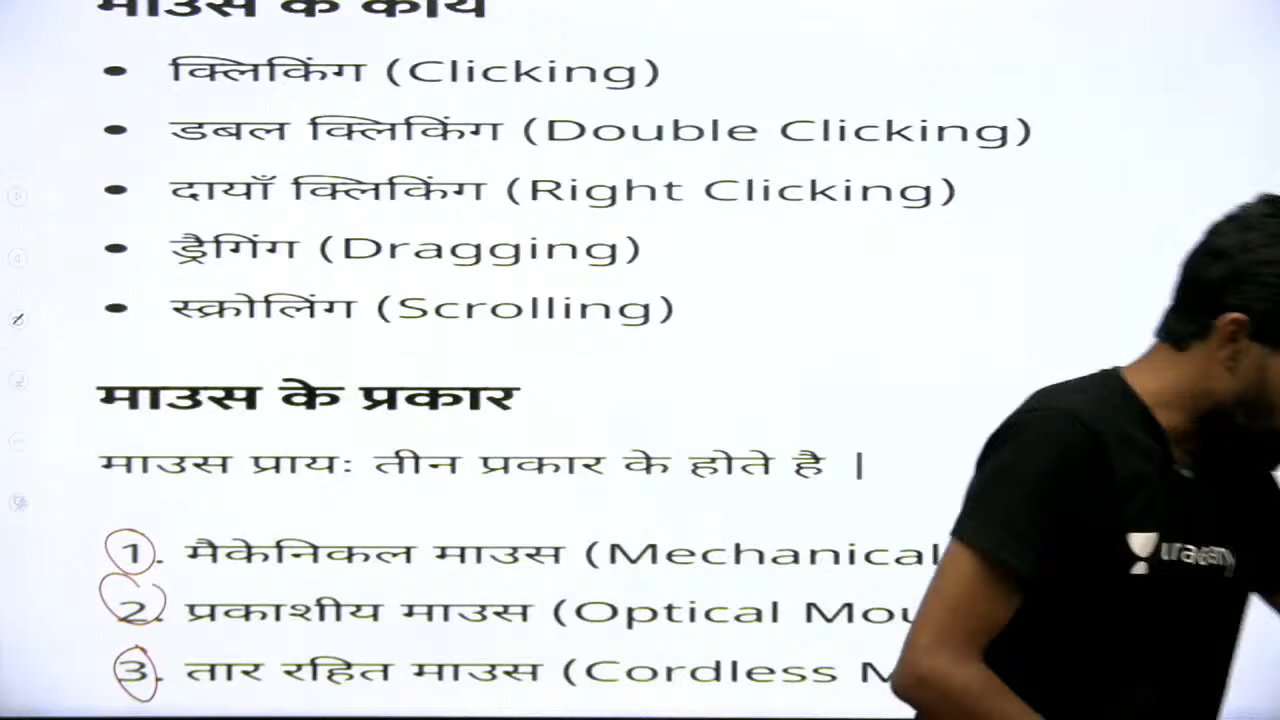 माउस के कार्य
• क्लिकिंग (Clicking)
• डबल क्लिकिंग (Double Clicking)
• दायाँ क्लिकिंग (Right Clicking)
• ड्रैगिंग (Dragging)
• स्क्रोलिंग (Scrolling)
माउस के प्रकार
माउस प्रायः तीन प्रकार के होते है |
1. मैकेनिकल माउस (Mechanical
2. प्रकाशीय माउस (Optical
3. तार रहित माउस (Cordless